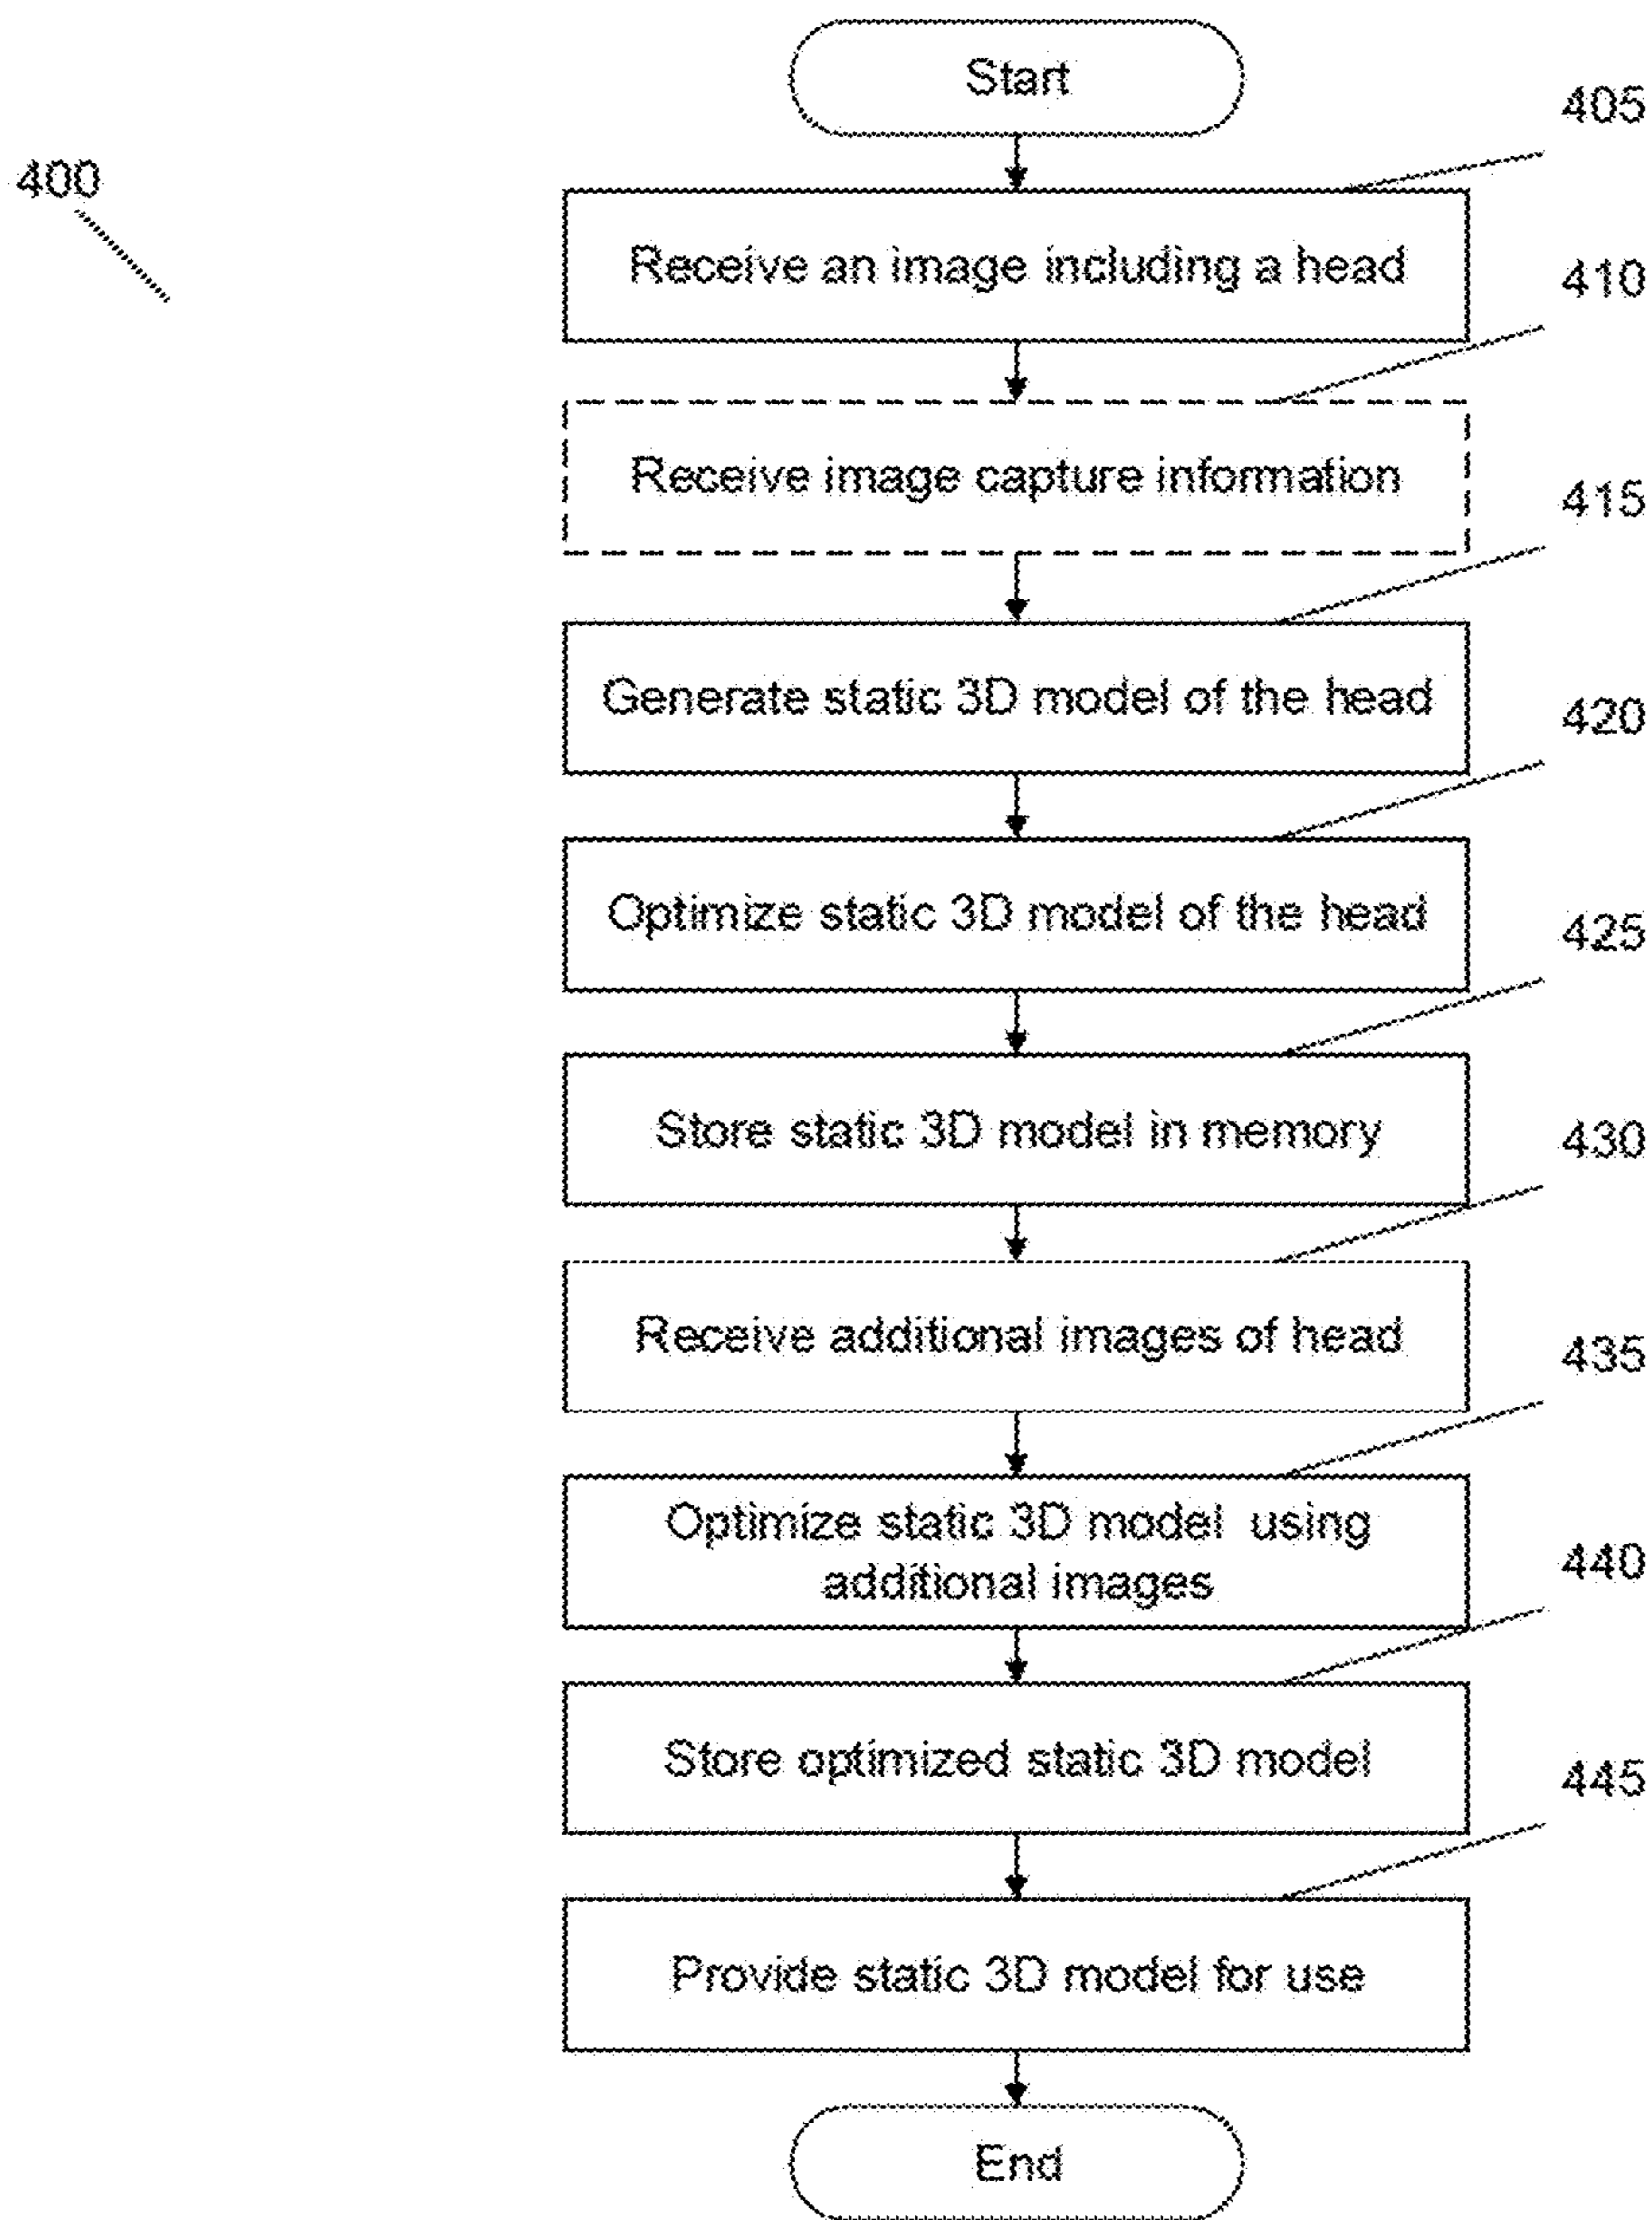 Start
405
400
Receive an image including a head
410
Receive image capture information
415
Generate static 3D model of the head
420
Optimize static 3D model of the head
425
Store static 3D model in memory
430
Receive additional images of head
435
Optimize static 3D model using
additional images
440
Store optimized static 3D model
445
Provide static 3D model for use
End